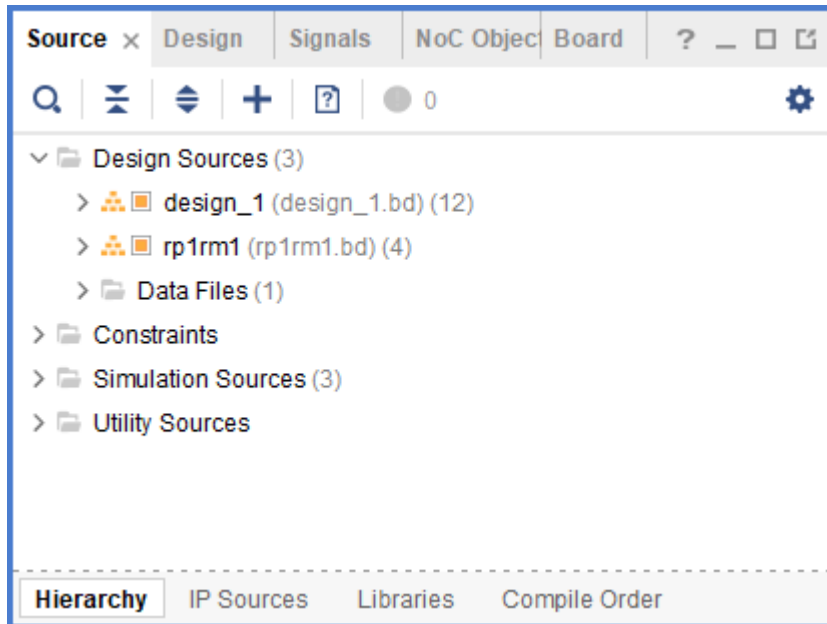 Source × Design Signals NoC Objec Board ? _
? 0
Design Sources (3)
design_1 (design_1.bd) (12)
rp1rm1 (rp1rm1.bd) (4)
Data Files (1)
Constraints
Simulation Sources (3)
Utility Sources
Hierarchy IP Sources Libraries Compile Order